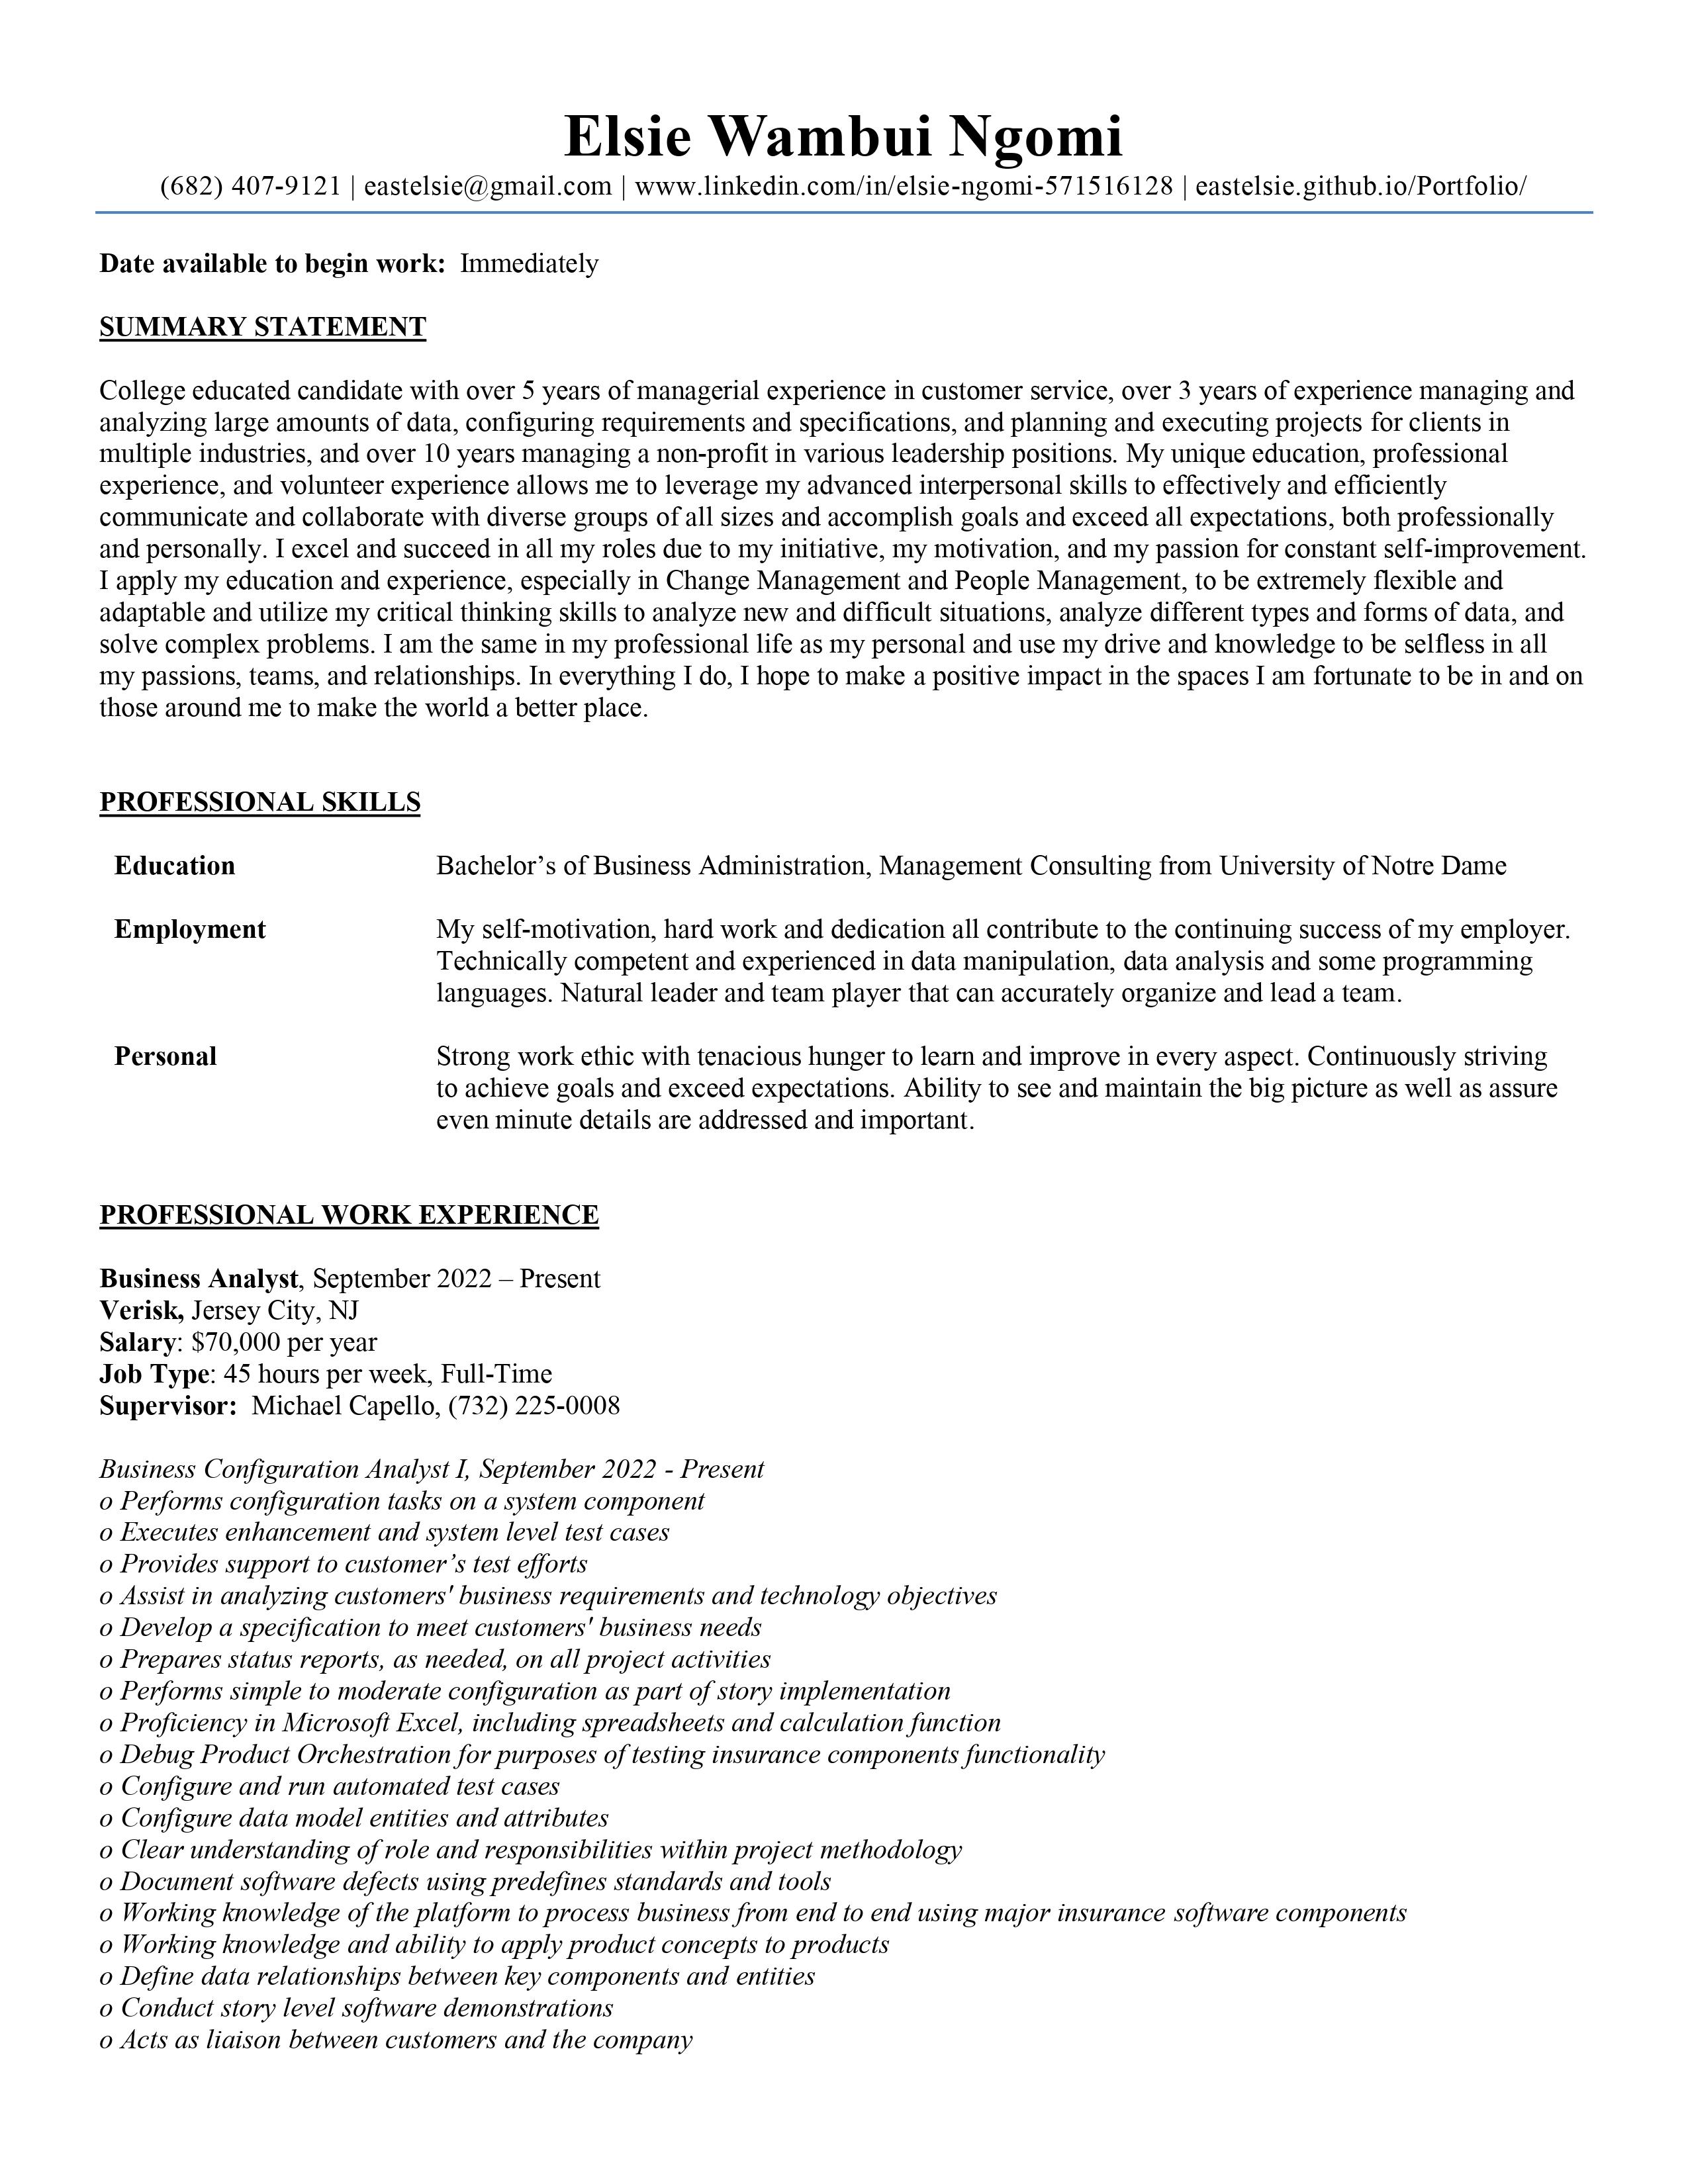 Elsie Wambui Ngomi
(682) 407-9121 | eastelsie@gmail.com | www.linkedin.com/in/elsie-ngomi-571516128 | eastelsie.github.io/Portfolio/
Date available to begin work:  Immediately
SUMMARY STATEMENT
College educated candidate with over 5 years of managerial experience in customer service, over 3 years of experience managing and
analyzing large amounts of data, configuring requirements and specifications, and planning and executing projects for clients in
multiple industries, and over 10 years managing a non-profit in various leadership positions. My unique education, professional
experience, and volunteer experience allows me to leverage my advanced interpersonal skills to effectively and efficiently
communicate and collaborate with diverse groups of all sizes and accomplish goals and exceed all expectations, both professionally
and personally. I excel and succeed in all my roles due to my initiative, my motivation, and my passion for constant self-improvement.
I apply my education and experience, especially in Change Management and People Management, to be extremely flexible and
adaptable and utilize my critical thinking skills to analyze new and difficult situations, analyze different types and forms of data, and
solve complex problems. I am the same in my professional life as my personal and use my drive and knowledge to be selfless in all
my passions, teams, and relationships. In everything I do, I hope to make a positive impact in the spaces I am fortunate to be in and on
those around me to make the world a better place.
PROFESSIONAL SKILLS
Education Bachelor’s of Business Administration, Management Consulting from University of Notre Dame
Employment My self-motivation, hard work and dedication all contribute to the continuing success of my employer.
Technically competent and experienced in data manipulation, data analysis and some programming
languages. Natural leader and team player that can accurately organize and lead a team.
Personal Strong work ethic with tenacious hunger to learn and improve in every aspect. Continuously striving
to achieve goals and exceed expectations. Ability to see and maintain the big picture as well as assure
even minute details are addressed and important.
PROFESSIONAL WORK EXPERIENCE
Business Analyst, September 2022 – Present
Verisk, Jersey City, NJ
Salary: $70,000 per year
Job Type: 45 hours per week, Full-Time
Supervisor:  Michael Capello, (732) 225-0008
Business Configuration Analyst I, September 2022 - Present
o Performs configuration tasks on a system component
o Executes enhancement and system level test cases
o Provides support to customer’s test efforts
o Assist in analyzing customers' business requirements and technology objectives
o Develop a specification to meet customers' business needs
o Prepares status reports, as needed, on all project activities
o Performs simple to moderate configuration as part of story implementation
o Proficiency in Microsoft Excel, including spreadsheets and calculation function
o Debug Product Orchestration for purposes of testing insurance components functionality
o Configure and run automated test cases
o Configure data model entities and attributes
o Clear understanding of role and responsibilities within project methodology
o Document software defects using predefines standards and tools
o Working knowledge of the platform to process business from end to end using major insurance software components
o Working knowledge and ability to apply product concepts to products
o Define data relationships between key components and entities
o Conduct story level software demonstrations
o Acts as liaison between customers and the company